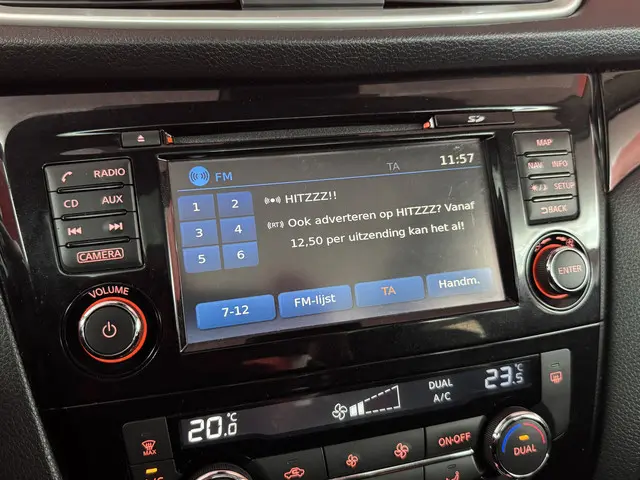 SD
MAP
RADIO
FM
TA
11:57
NAV INFO
CD AUX
1 2
HITZZZ!!
SETUP
3 4
RT Ook adverteren op HITZZZ? Vanaf
BACK
5 6
12,50 per uitzending kan het al!
CAMERA
VOLUME
7-12
FM-lijst
TA
Handm.
ENTER
20.0 °C
DUAL
A/C
23.5 °C
MAX
ON·OFF
DUAL